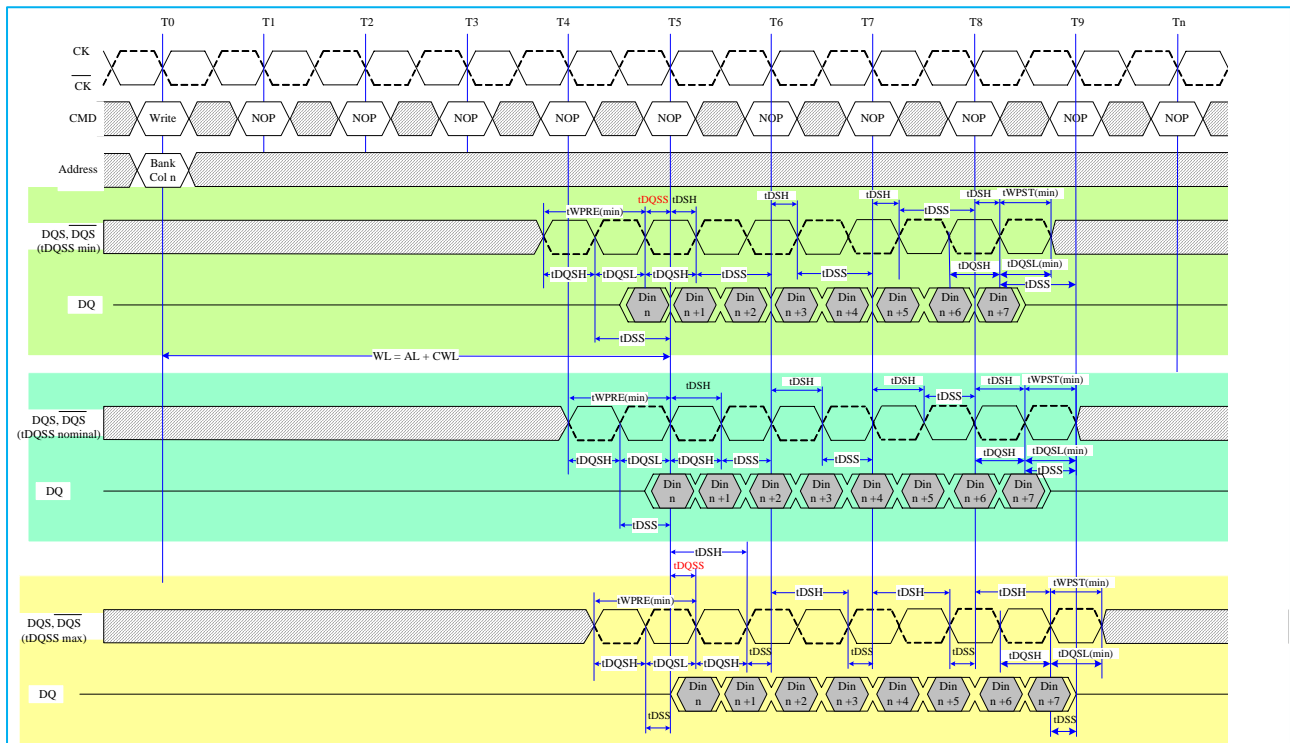 T0 T1 T2 T3 T4 T5 T6 T7 T8 T9 Tn
CK
CK
CMD Write NOP NOP NOP NOP NOP NOP NOP NOP NOP NOP
Address Bank
Col n
tDQSS tDSH tDSH tDSH tDSH tWPST(min)
tWPRE(min) tDSS
DQS, DQS
(tDQSS min)
tDQSH tDQSL tDQSH tDSS tDSS tDQSH tDQSL(min)
tDSS
DQ Din Din Din Din Din Din Din Din
n n +1 n +2 n +3 n +4 n +5 n +6 n +7
tDSS
WL = AL + CWL
tDSH tDSH tDSH tDSH tWPST(min)
tWPRE(min) tDSS
DQS, DQS
(tDQSS nominal)
tDQSH tDQSL tDQSH tDSS tDSS tDQSH tDQSL(min)
tDSS
DQ Din Din Din Din Din Din Din Din
n n +1 n +2 n +3 n +4 n +5 n +6 n +7
tDSS
tDSH
tDQSS
tWPRE(min) tDSH tDSH tDSH tWPST(min)
DQS, DQS
(tDQSS max)
tDSS tDSS tDSS
tDQSH tDQSL tDQSH tDQSH tDQSL(min)
DQ Din Din Din Din Din Din Din Din
n n +1 n +2 n +3 n +4 n +5 n +6 n +7
tDSS tDSS